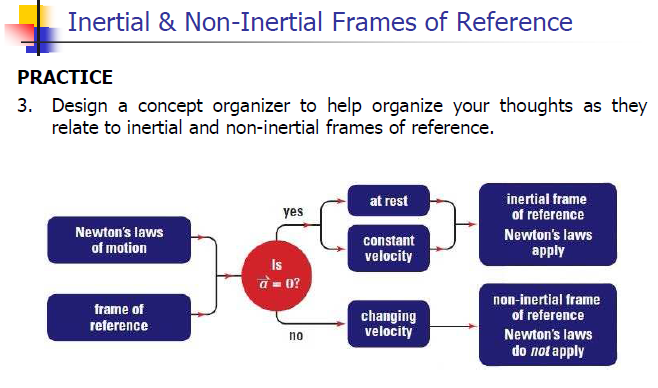 Inertial & Non-Inertial Frames of Reference
PRACTICE
3. Design a concept organizer to help organize your thoughts as they
relate to inertial and non-inertial frames of reference.
Newton's laws
of motion
frame of
reference
Is
a⃗ = 0?
yes
no
at rest
constant
velocity
changing
velocity
inertial frame
of reference
Newton's laws
apply
non-inertial frame
of reference
Newton's laws
do not apply